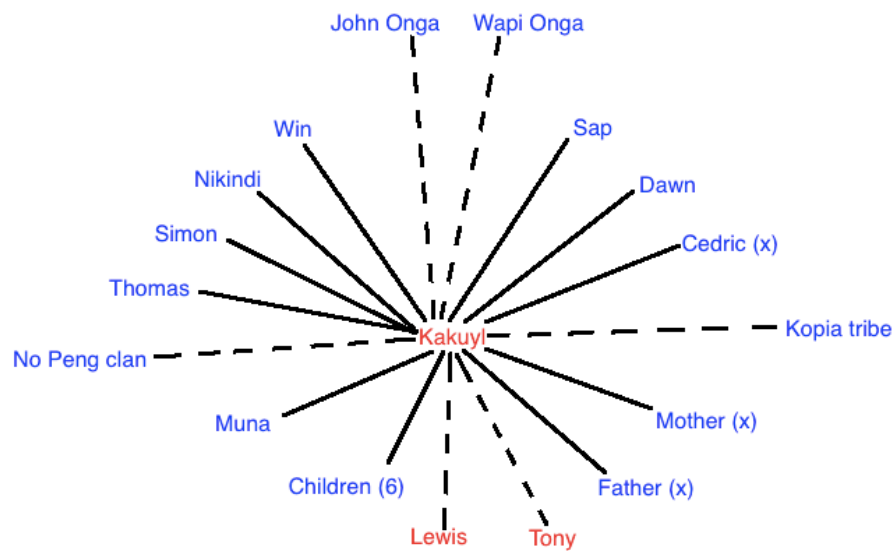 John Onga
Wapi Onga
Win
Sap
Nikindi
Dawn
Simon
Cedric (x)
Thomas
Kopia tribe
Kakuyl
No Peng clan
Muna
Mother (x)
Children (6)
Father (x)
Lewis
Tony